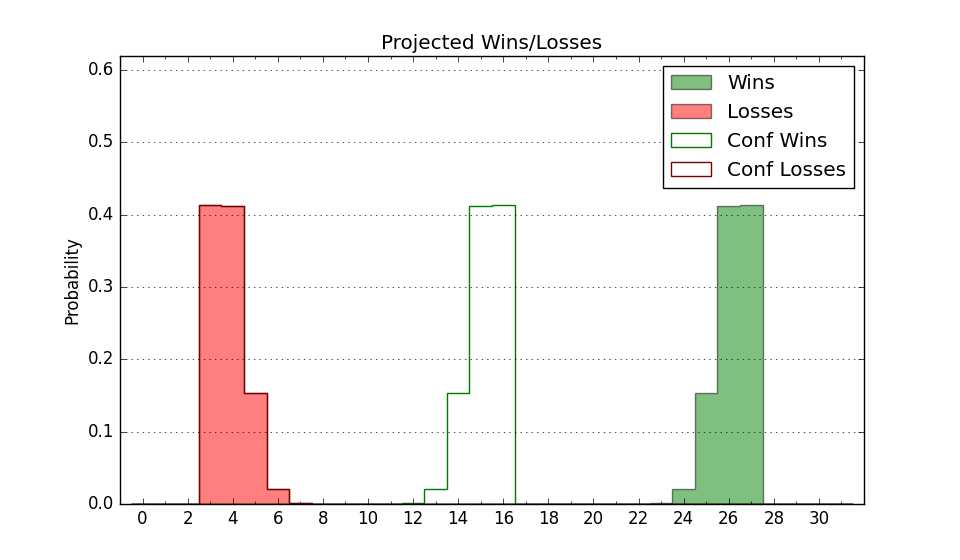 Projected Wins/Losses
0.6
0.5
0.4
0.3
0.2
0.1
0.0
Probability
Wins
Losses
Conf Wins
Conf Losses
0 2 4 6 8 10 12 14 16 18 20 22 24 26 28 30